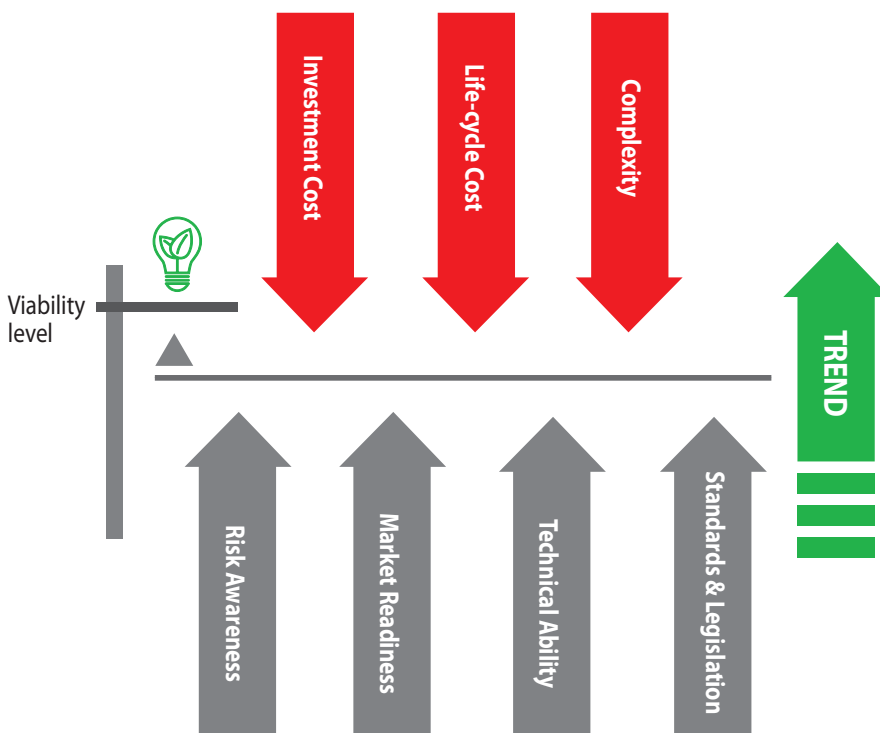 Investment Cost
Life-cycle Cost
Complexity
Viability
level
TREND
Risk Awareness
Market Readiness
Technical Ability
Standards & Legislation